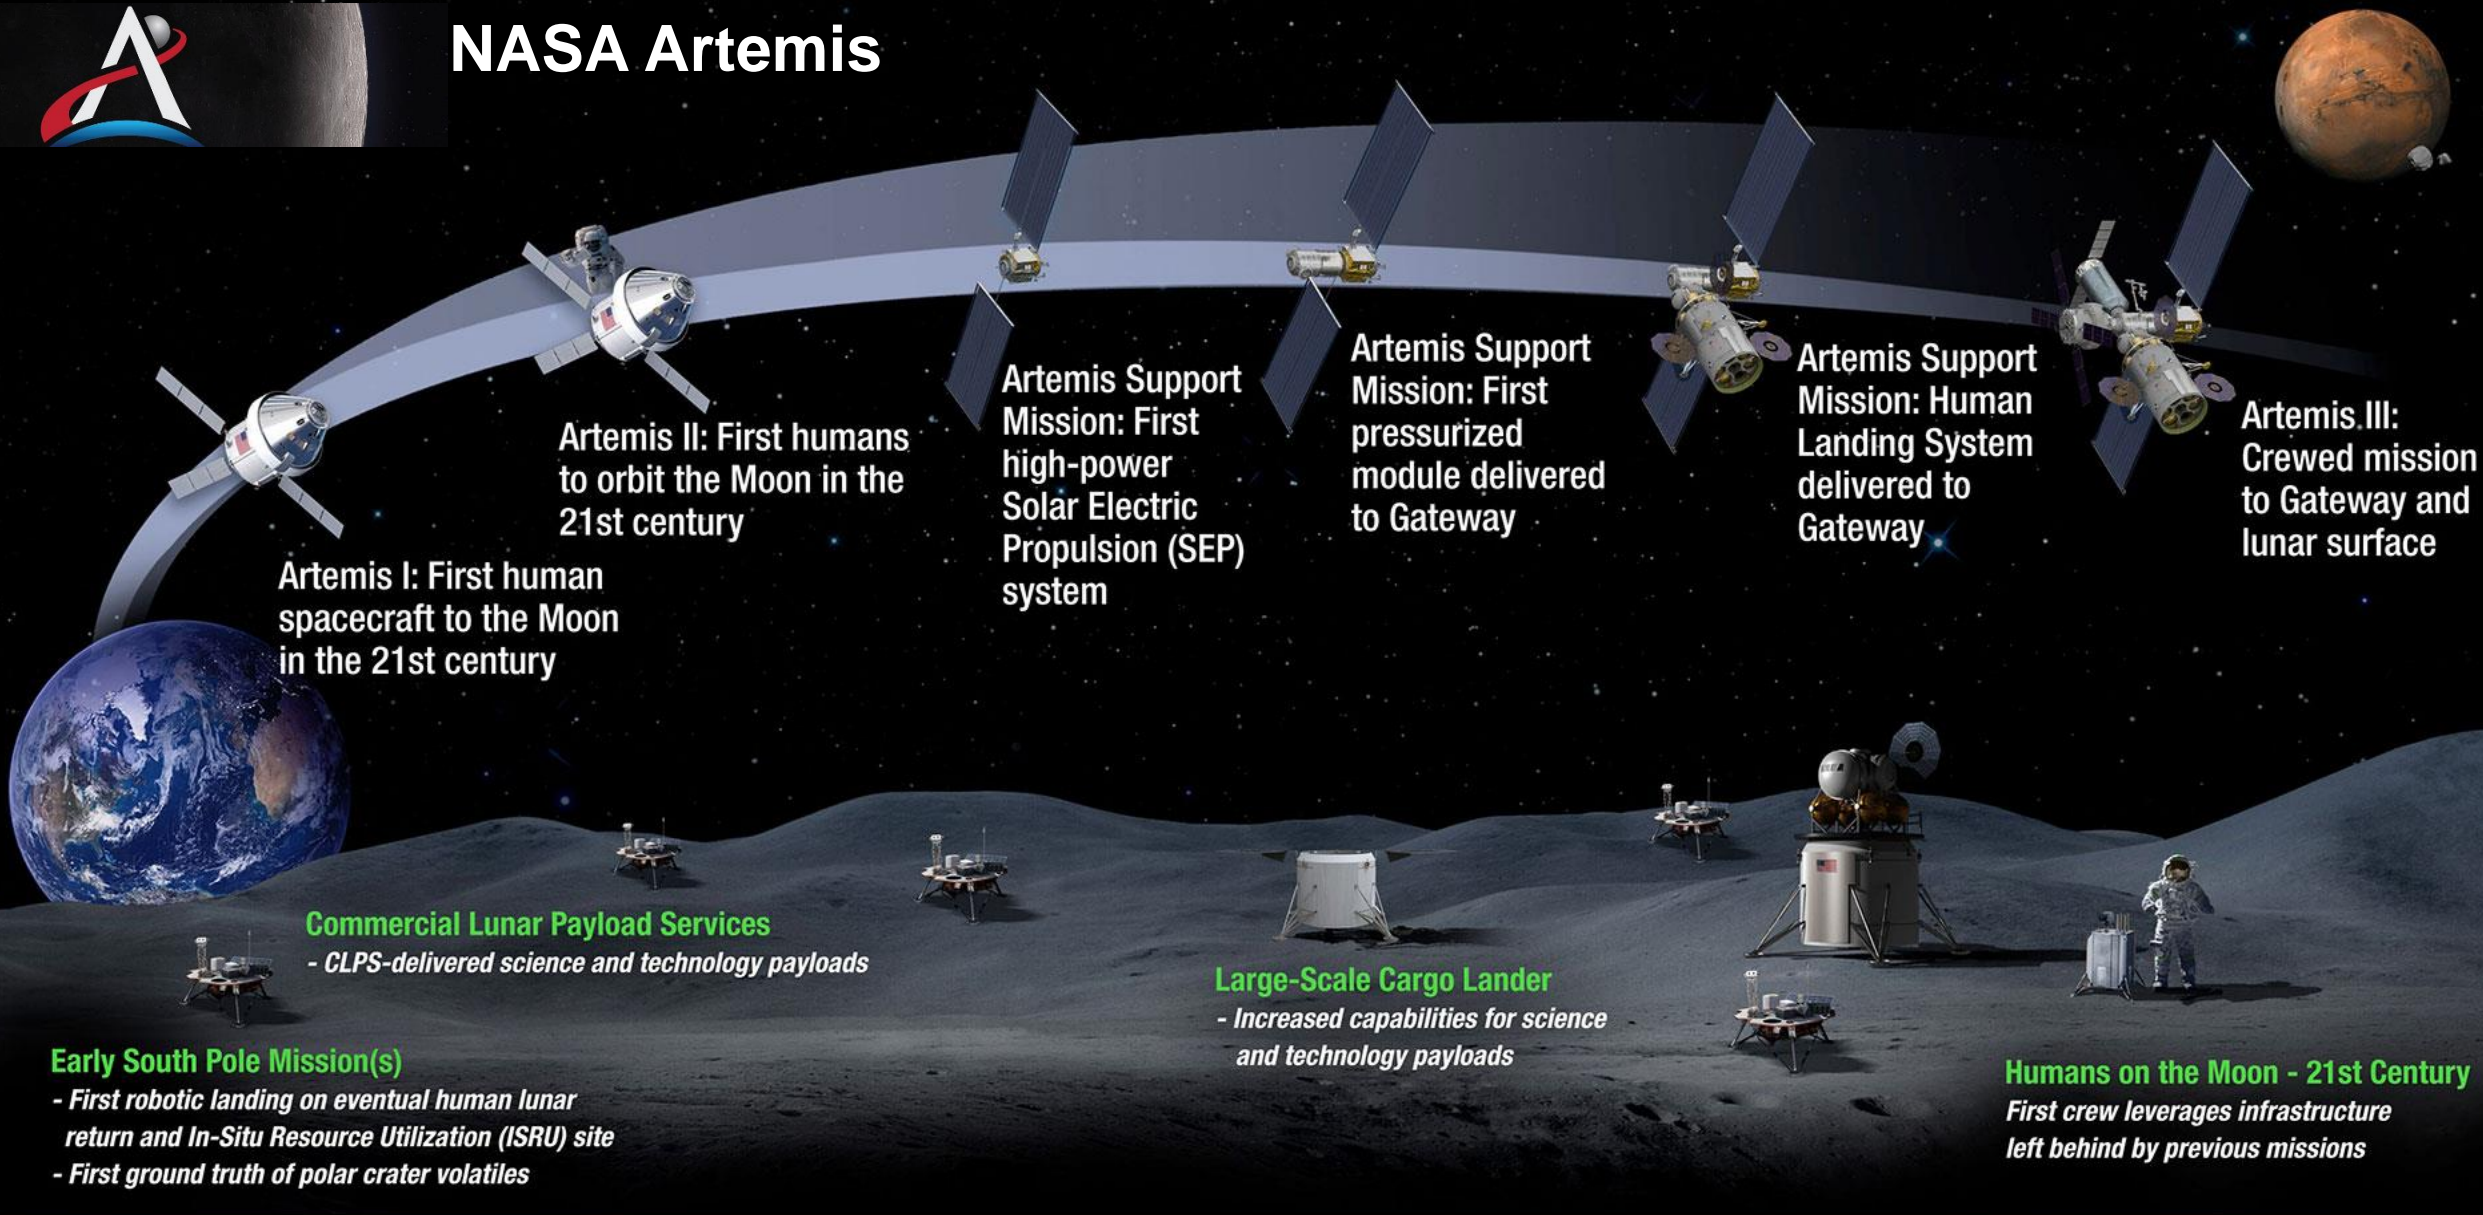 NASA Artemis
Artemis I: First human
spacecraft to the Moon
in the 21st century
Artemis II: First humans
to orbit the Moon in the
21st century
Artemis Support
Mission: First
high-power
Solar Electric
Propulsion (SEP)
system
Artemis Support
Mission: First
pressurized
module delivered
to Gateway
Artemis Support
Mission: Human
Landing System
delivered to
Gateway
Artemis III:
Crewed mission
to Gateway and
lunar surface
Commercial Lunar Payload Services
- CLPS-delivered science and technology payloads
Early South Pole Mission(s)
- First robotic landing on eventual human lunar
return and In-Situ Resource Utilization (ISRU) site
- First ground truth of polar crater volatiles
Large-Scale Cargo Lander
- Increased capabilities for science
and technology payloads
Humans on the Moon - 21st Century
First crew leverages infrastructure
left behind by previous missions